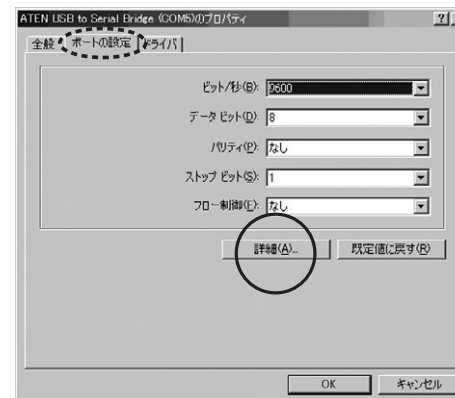 ATEN USB to Serial Bridge (COM5)のプロパティ
全般 ポートの設定 ドライバ
ビット/秒(B): 9600
データ ビット(D): 8
パリティ(P): なし
ストップ ビット(S): 1
フロー制御(F): なし
詳細(A)... 既定値に戻す(R)
OK キャンセル